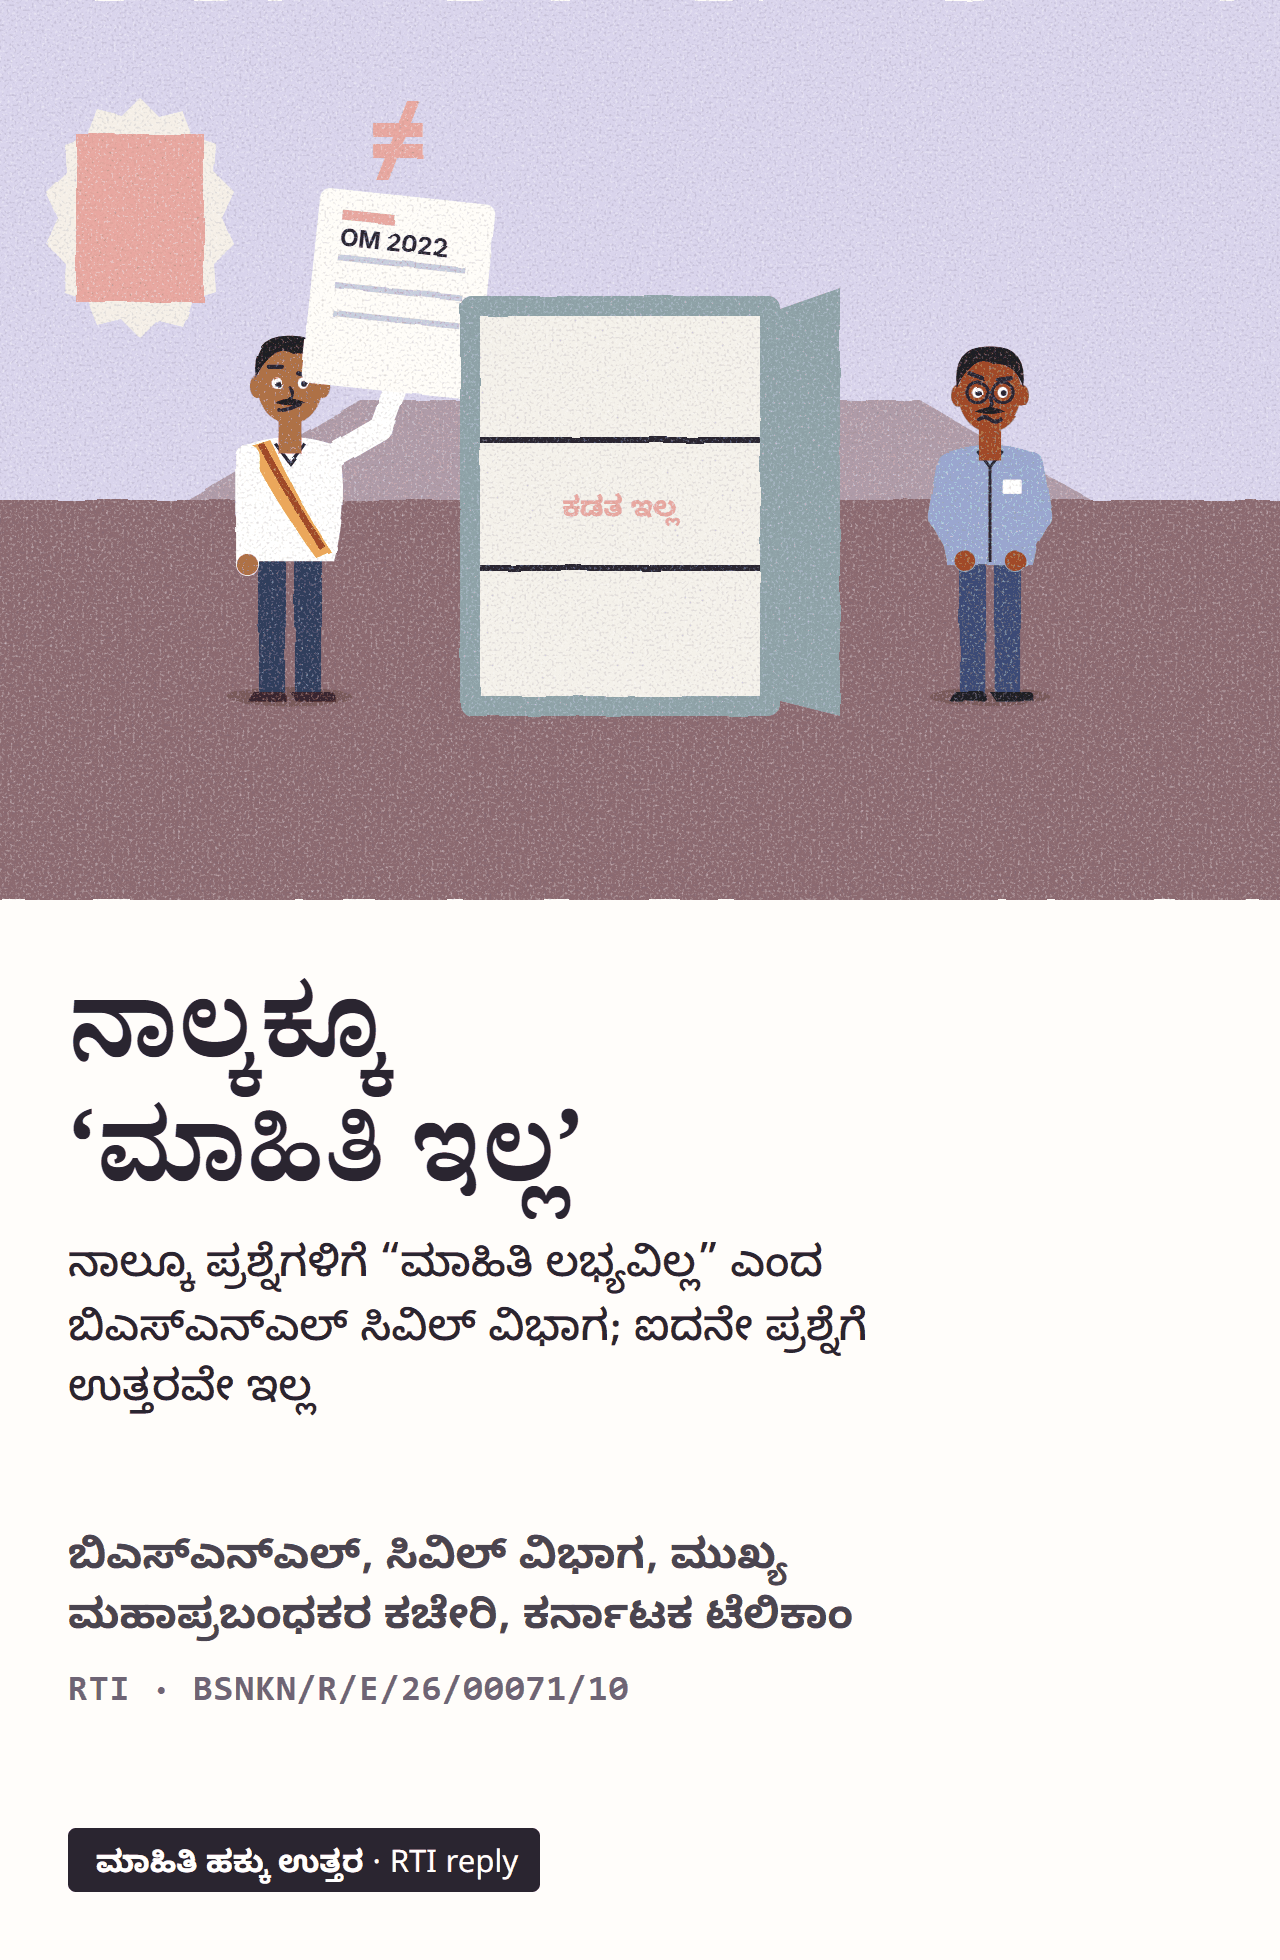 ≠
OM 2022
ಕಡತ ಇಲ್ಲ
ನಾಲ್ಕಕ್ಕೂ
‘ಮಾಹಿತಿ ಇಲ್ಲ’
ನಾಲ್ಕೂ ಪ್ರಶ್ನೆಗಳಿಗೆ “ಮಾಹಿತಿ ಲಭ್ಯವಿಲ್ಲ” ಎಂದ
ಬಿಎಸ್‌ಎನ್‌ಎಲ್ ಸಿವಿಲ್ ವಿಭಾಗ; ಐದನೇ ಪ್ರಶ್ನೆಗೆ
ಉತ್ತರವೇ ಇಲ್ಲ
ಬಿಎಸ್‌ಎನ್‌ಎಲ್, ಸಿವಿಲ್ ವಿಭಾಗ, ಮುಖ್ಯ
ಮಹಾಪ್ರಬಂಧಕರ ಕಚೇರಿ, ಕರ್ನಾಟಕ ಟೆಲಿಕಾಂ
RTI · BSNKN/R/E/26/00071/10
ಮಾಹಿತಿ ಹಕ್ಕು ಉತ್ತರ · RTI reply